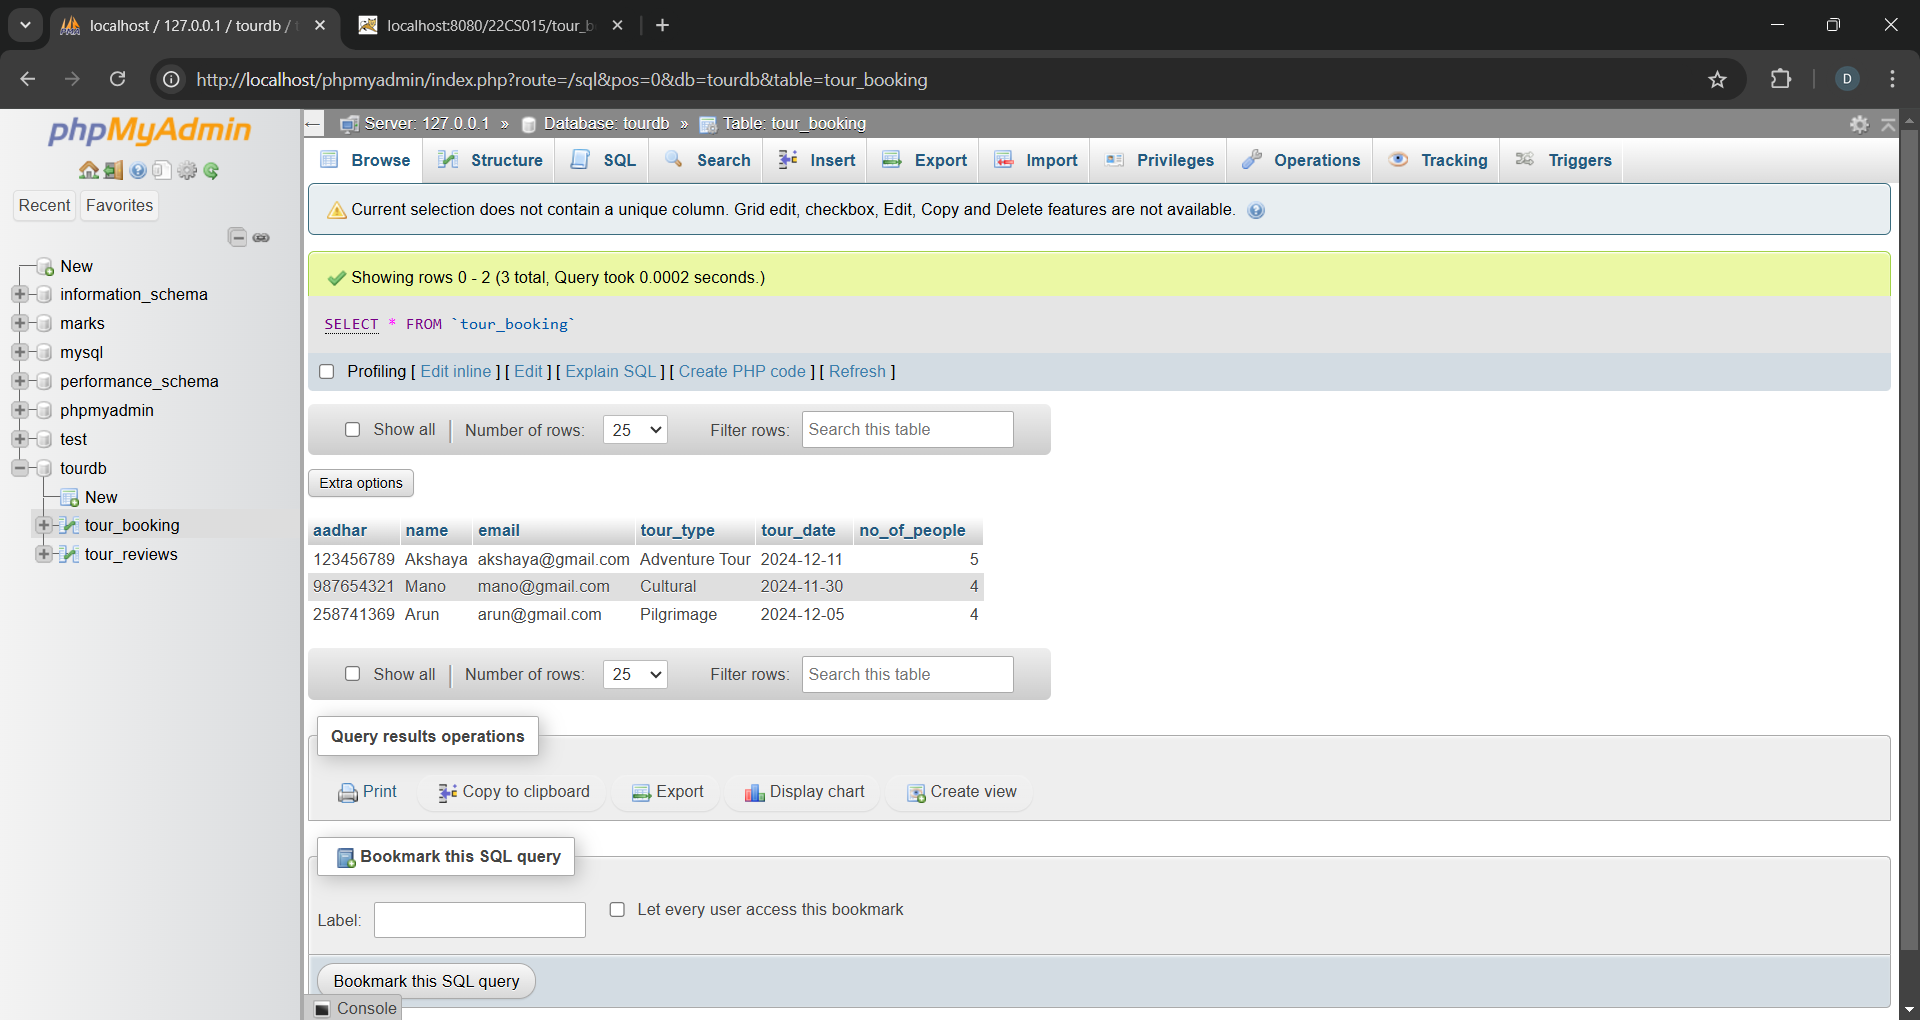 localhost / 127.0.0.1 / tourdb /
localhost:8080/22CS015/tour_b
http://localhost/phpmyadmin/index.php?route=/sql&pos=0&db=tourdb&table=tour_booking
D
phpMyAdmin
Recent
Favorites
New
information_schema
marks
mysql
performance_schema
phpmyadmin
test
tourdb
New
tour_booking
tour_reviews
Server: 127.0.0.1 » Database: tourdb » Table: tour_booking
Browse Structure SQL Search Insert Export Import Privileges Operations Tracking Triggers
Current selection does not contain a unique column. Grid edit, checkbox, Edit, Copy and Delete features are not available.
Showing rows 0 - 2 (3 total, Query took 0.0002 seconds.)
SELECT * FROM `tour_booking`
Profiling [ Edit inline ] [ Edit ] [ Explain SQL ] [ Create PHP code ] [ Refresh ]
Show all Number of rows: 25 Filter rows: Search this table
Extra options
aadhar name email tour_type tour_date no_of_people
123456789 Akshaya akshaya@gmail.com Adventure Tour 2024-12-11 5
987654321 Mano mano@gmail.com Cultural 2024-11-30 4
258741369 Arun arun@gmail.com Pilgrimage 2024-12-05 4
Show all Number of rows: 25 Filter rows: Search this table
Query results operations
Print Copy to clipboard Export Display chart Create view
Bookmark this SQL query
Label: Let every user access this bookmark
Bookmark this SQL query
Console